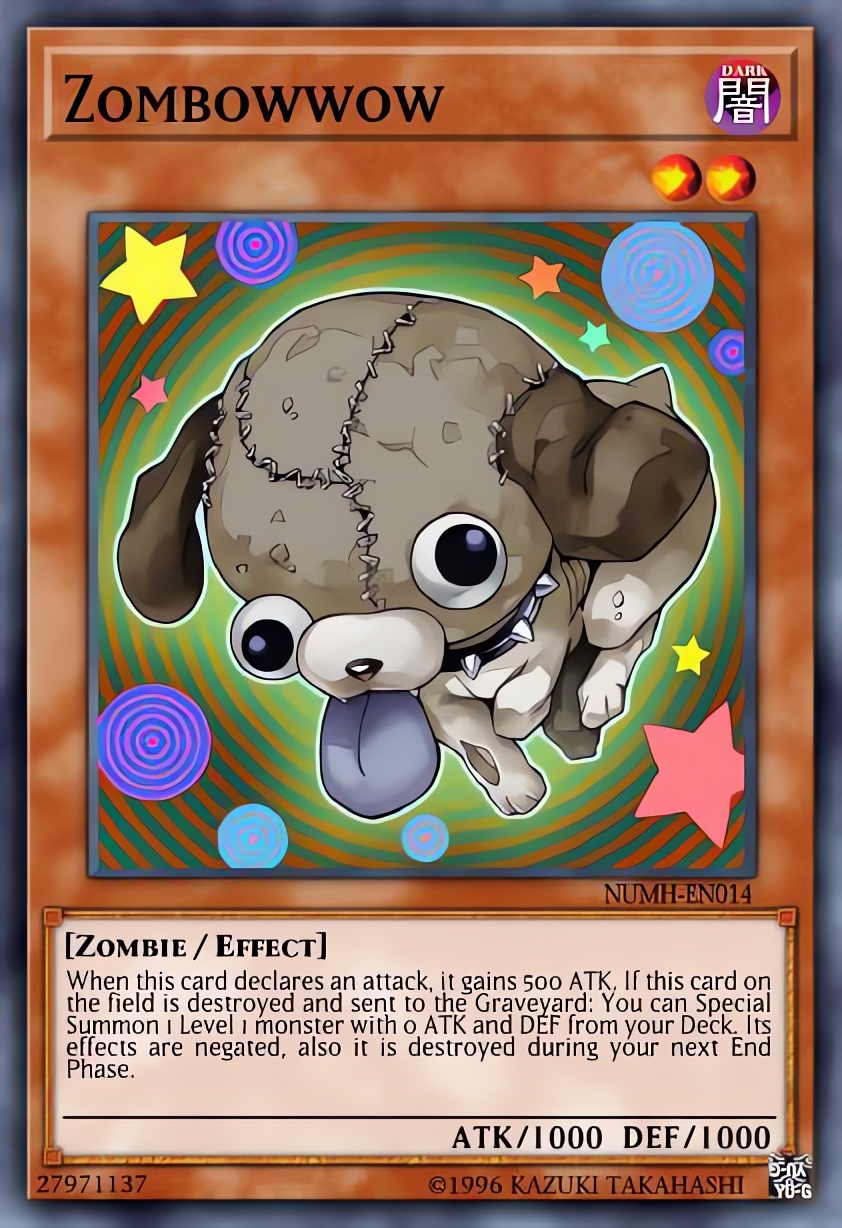 Zombowwow
DARK
闇
NUMH-EN014
[Zombie / Effect]
When this card declares an attack, it gains 500 ATK. If this card on
the field is destroyed and sent to the Graveyard: You can Special
Summon 1 Level 1 monster with 0 ATK and DEF from your Deck. Its
effects are negated, also it is destroyed during your next End
Phase.
ATK/1000 DEF/1000
27971137
©1996 KAZUKI TAKAHASHI